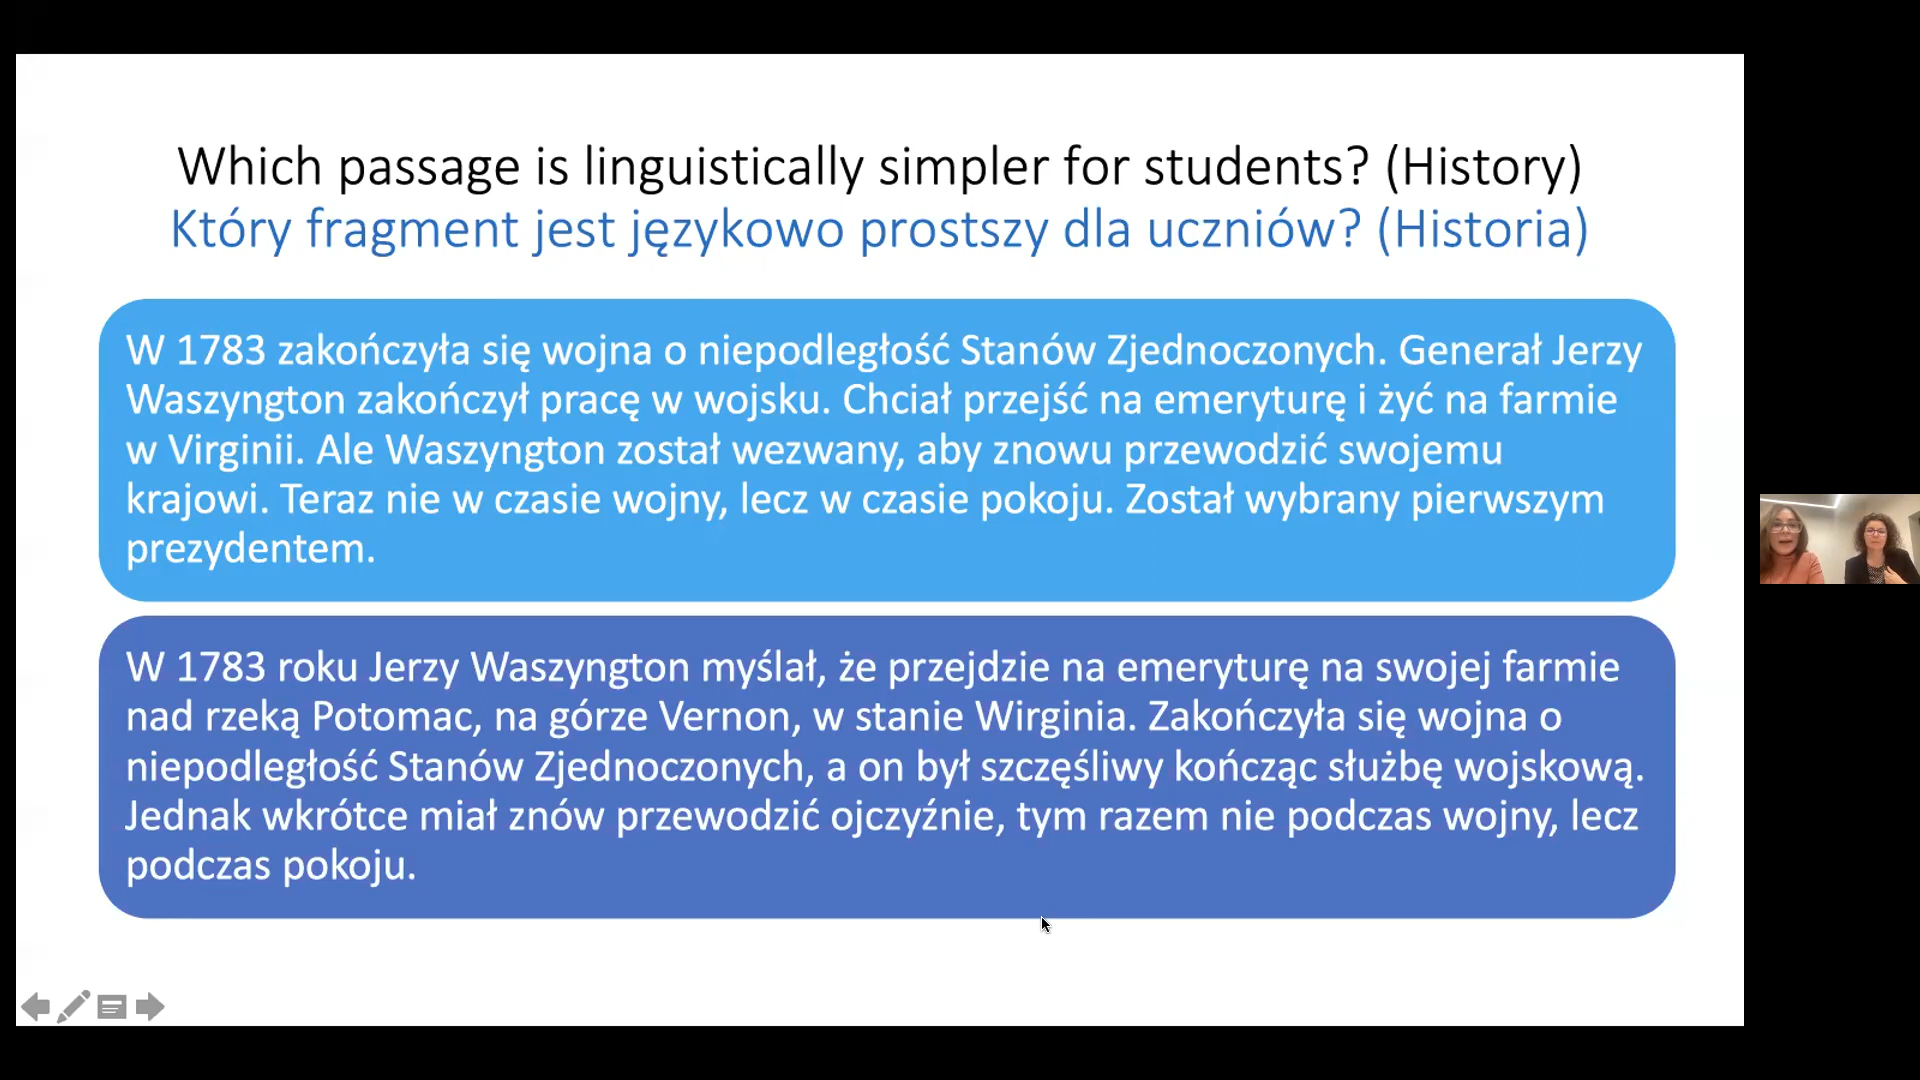 Which passage is linguistically simpler for students? (History)
Który fragment jest językowo prostszy dla uczniów? (Historia)
W 1783 zakończyła się wojna o niepodległość Stanów Zjednoczonych. Generał Jerzy
Waszyngton zakończył pracę w wojsku. Chciał przejść na emeryturę i żyć na farmie
w Virginii. Ale Waszyngton został wezwany, aby znowu przewodzić swojemu
krajowi. Teraz nie w czasie wojny, lecz w czasie pokoju. Został wybrany pierwszym
prezydentem.
W 1783 roku Jerzy Waszyngton myślał, że przejdzie na emeryturę na swojej farmie
nad rzeką Potomac, na górze Vernon, w stanie Wirginia. Zakończyła się wojna o
niepodległość Stanów Zjednoczonych, a on był szczęśliwy kończąc służbę wojskową.
Jednak wkrótce miał znów przewodzić ojczyźnie, tym razem nie podczas wojny, lecz
podczas pokoju.